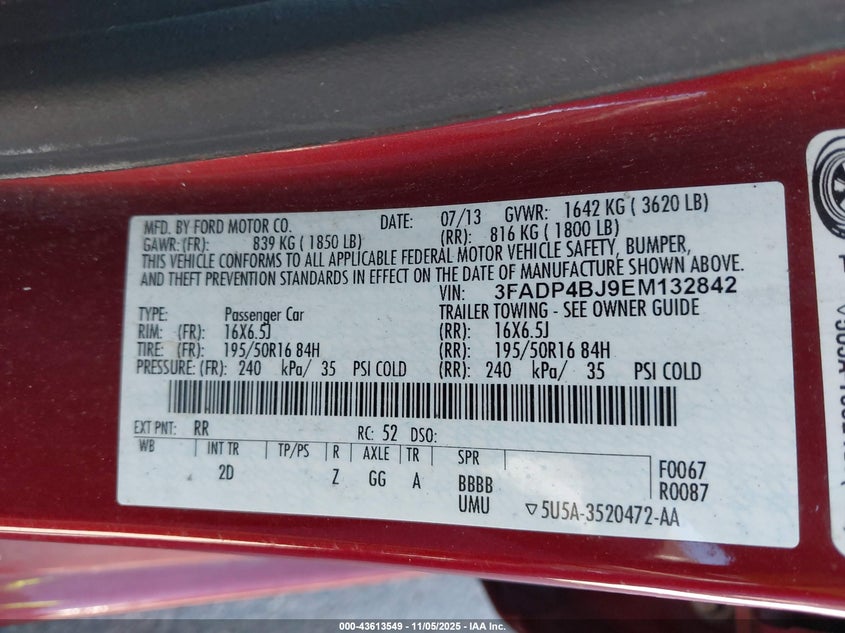 MFD. BY FORD MOTOR CO. DATE: 07/13 GVWR: 1642 KG ( 3620 LB)
GAWR: (FR): 839 KG ( 1850 LB) (RR): 816 KG ( 1800 LB)
THIS VEHICLE CONFORMS TO ALL APPLICABLE FEDERAL MOTOR VEHICLE SAFETY, BUMPER,
AND THEFT PREVENTION STANDARDS IN EFFECT ON THE DATE OF MANUFACTURE SHOWN ABOVE.
VIN: 3FADP4BJ9EM132842
TYPE: Passenger Car TRAILER TOWING - SEE OWNER GUIDE
RIM: (FR): 16X6.5J (RR): 16X6.5J
TIRE: (FR): 195/50R16 84H (RR): 195/50R16 84H
PRESSURE: (FR): 240 kPa/ 35 PSI COLD (RR): 240 kPa/ 35 PSI COLD
EXT PNT: RR RC: 52 DSO:
WB INT TR TP/PS R AXLE TR SPR
2D Z GG A BBBB F0067
UMU R0087
▽5U5A-3520472-AA
000-43613549 - 11/05/2025 - IAA Inc.